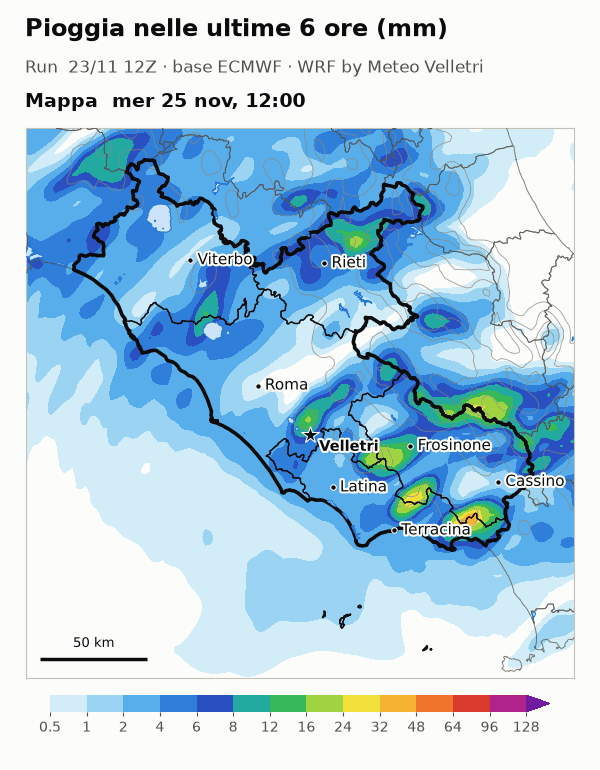 Pioggia nelle ultime 6 ore (mm)
Run  23/11 12Z · base ECMWF · WRF by Meteo Velletri
Mappa  mer 25 nov, 12:00
Viterbo
Rieti
Roma
Velletri
Frosinone
Latina
Cassino
Terracina
50 km
0.5 1 2 4 6 8 12 16 24 32 48 64 96 128